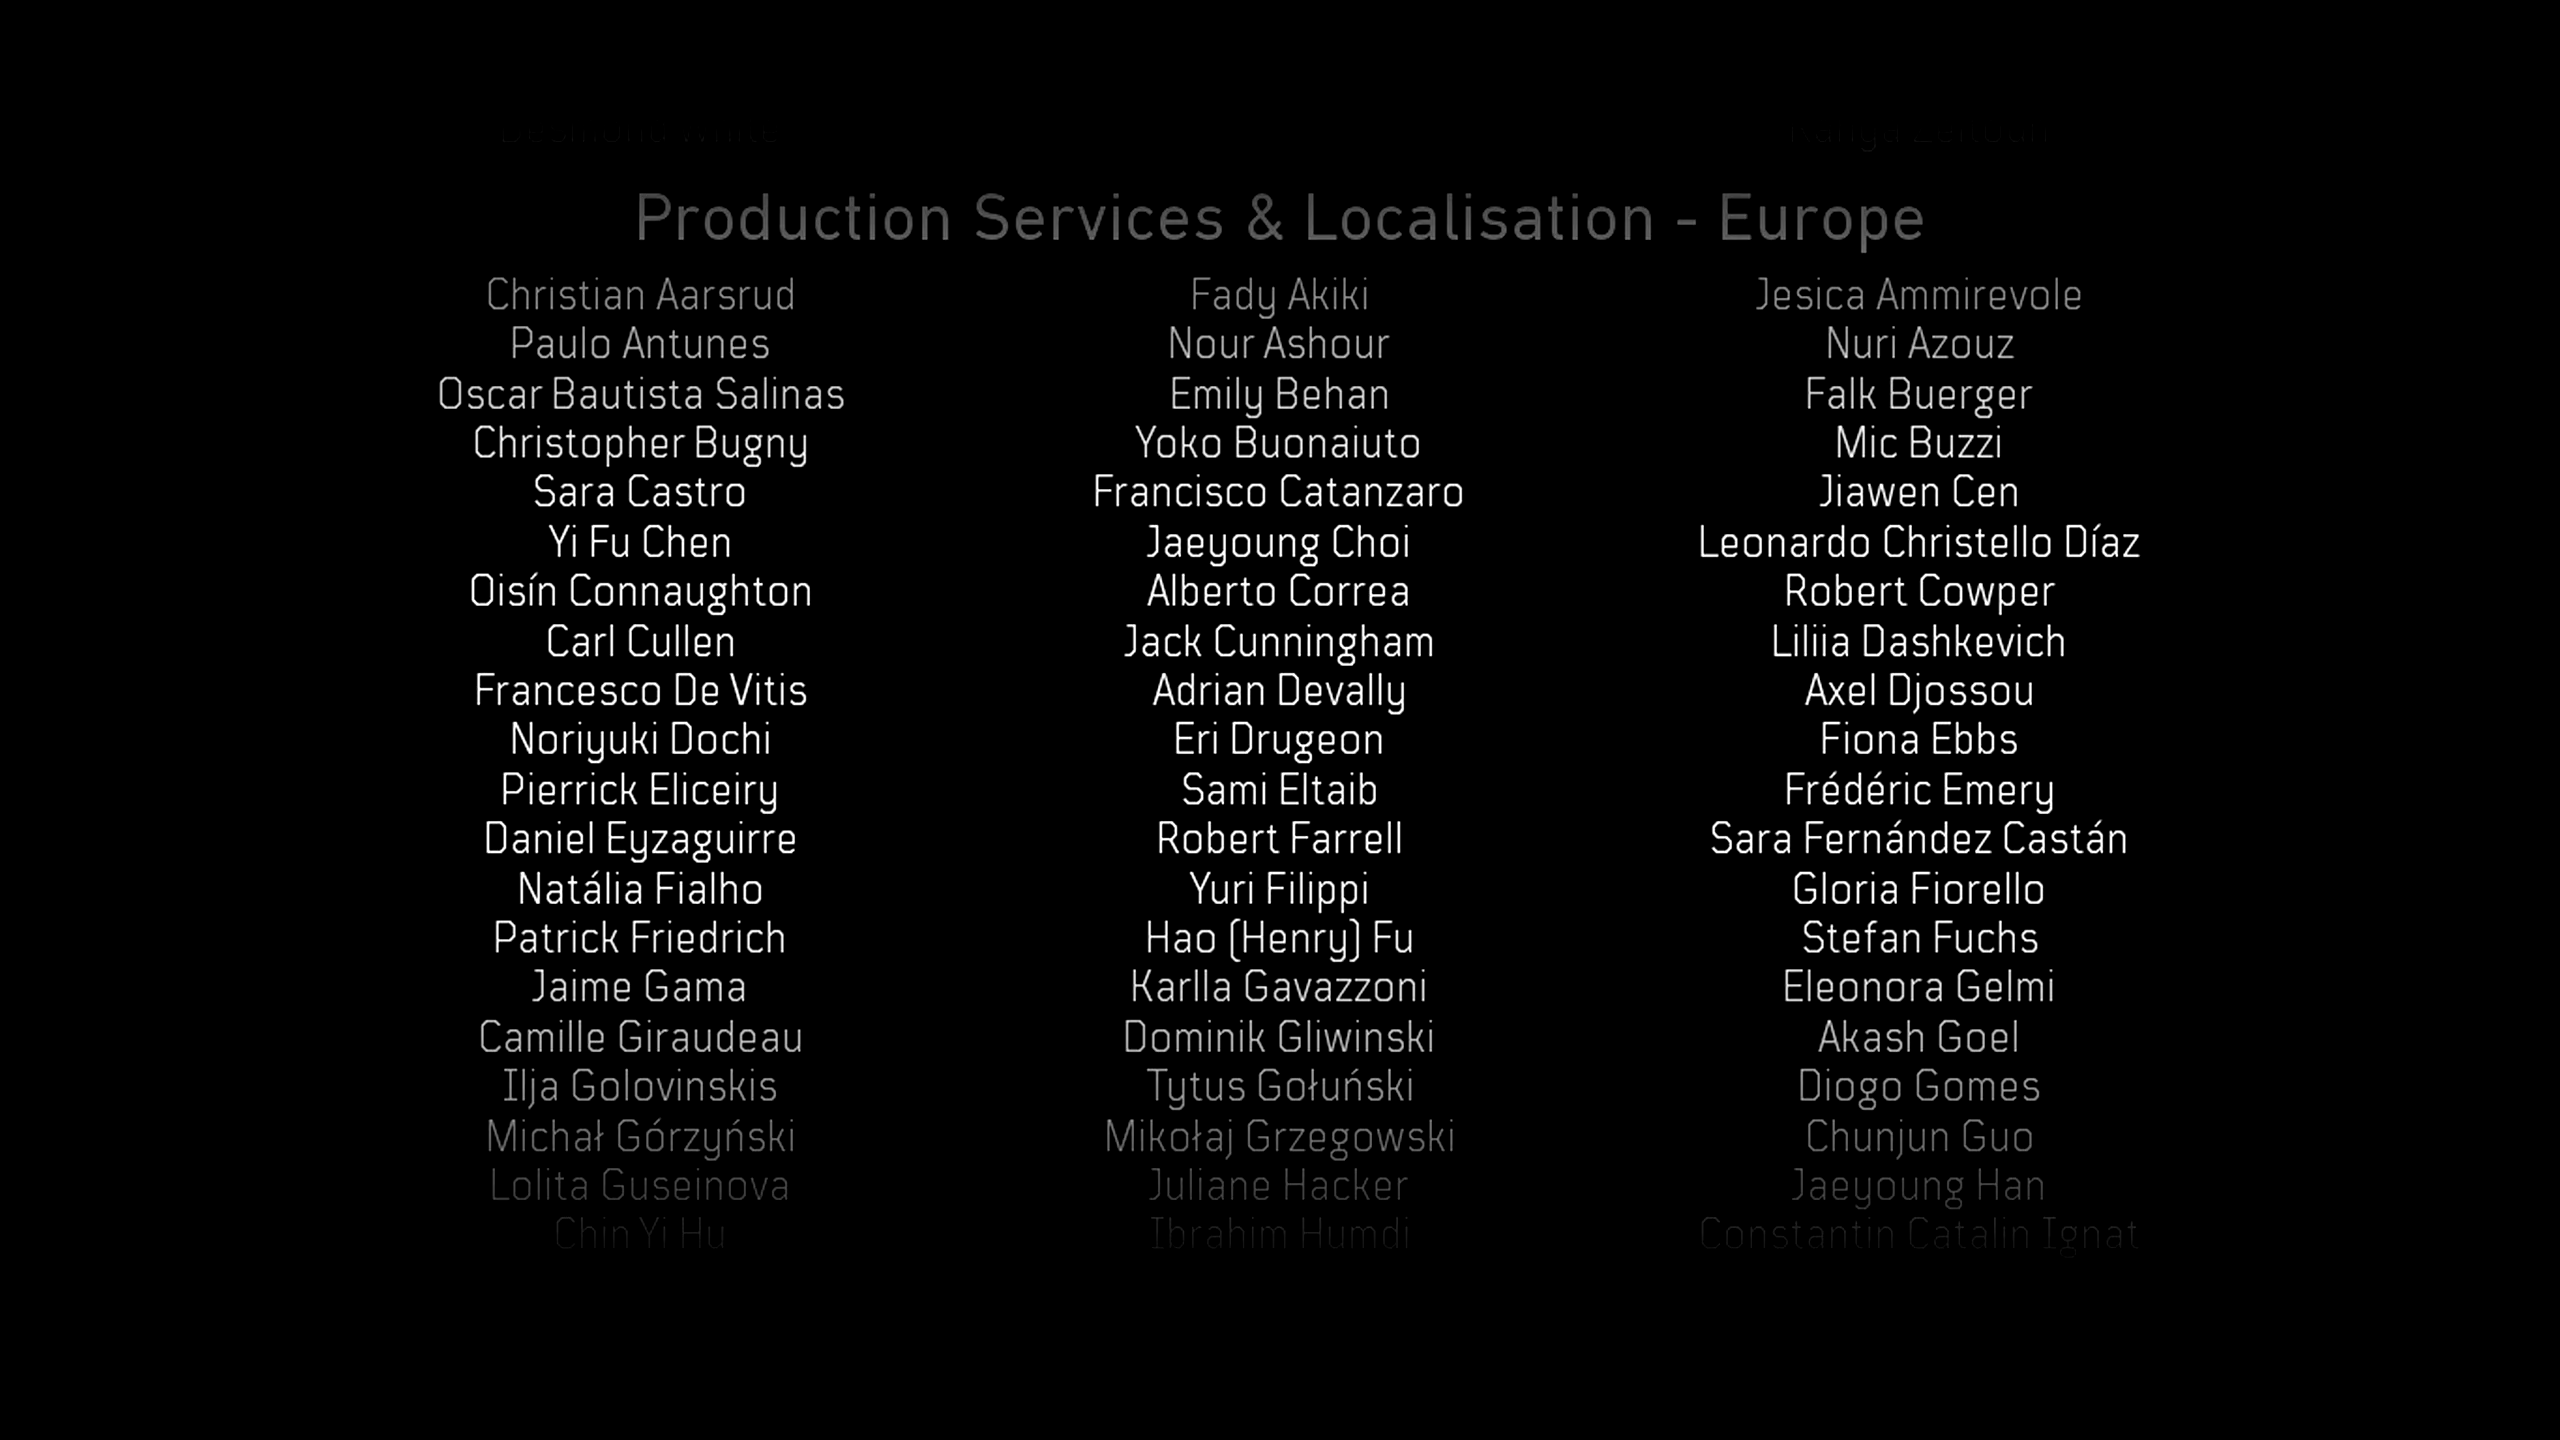 Production Services & Localisation - Europe
Christian Aarsrud Fady Akiki Jesica Ammirevole
Paulo Antunes Nour Ashour Nuri Azouz
Oscar Bautista Salinas Emily Behan Falk Buerger
Christopher Bugny Yoko Buonaiuto Mic Buzzi
Sara Castro Francisco Catanzaro Jiawen Cen
Yi Fu Chen Jaeyoung Choi Leonardo Christello Díaz
Oisín Connaughton Alberto Correa Robert Cowper
Carl Cullen Jack Cunningham Liliia Dashkevich
Francesco De Vitis Adrian Devally Axel Djossou
Noriyuki Dochi Eri Drugeon Fiona Ebbs
Pierrick Eliceiry Sami Eltaib Frédéric Emery
Daniel Eyzaguirre Robert Farrell Sara Fernández Castán
Natália Fialho Yuri Filippi Gloria Fiorello
Patrick Friedrich Hao (Henry) Fu Stefan Fuchs
Jaime Gama Karlla Gavazzoni Eleonora Gelmi
Camille Giraudeau Dominik Gliwinski Akash Goel
Ilja Golovinskis Tytus Gołuński Diogo Gomes
Michał Górzyński Mikołaj Grzegowski Chunjun Guo
Lolita Guseinova Juliane Hacker Jaeyoung Han
Chin Yi Hu Ibrahim Humdi Constantin Catalin Ignat